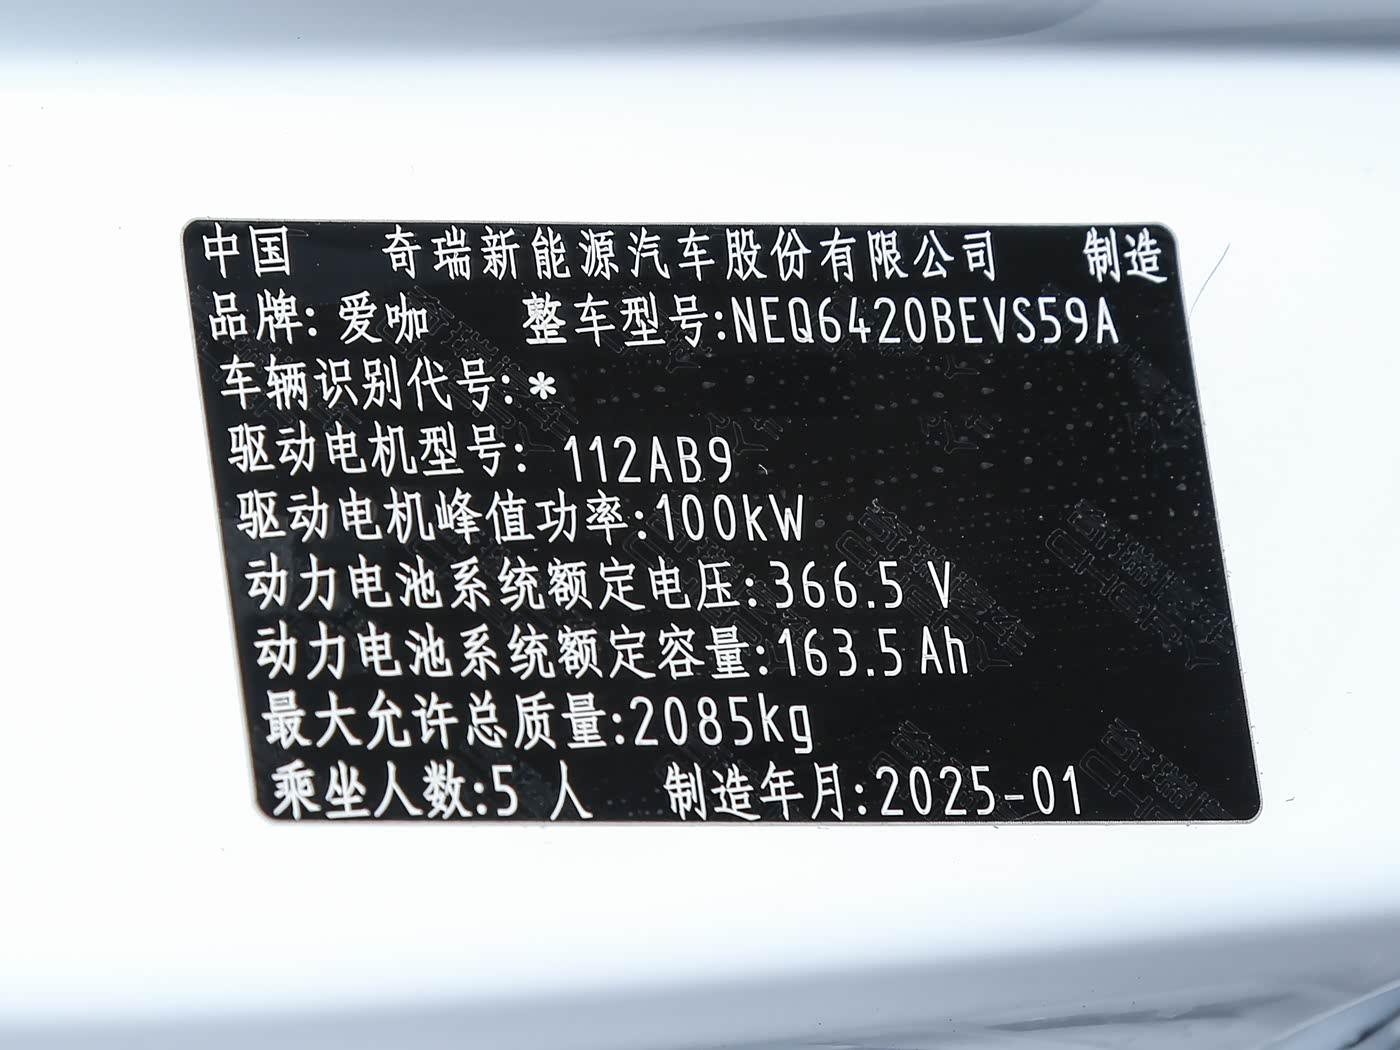 中国 奇瑞新能源汽车股份有限公司 制造
品牌: 爱咖 整车型号:NEQ6420BEVS59A
车辆识别代号: *
驱动电机型号: 112AB9
驱动电机峰值功率:100kW
动力电池系统额定电压:366.5 V
动力电池系统额定容量:163.5 Ah
最大允许总质量:2085kg
乘坐人数:5 人 制造年月:2025-01